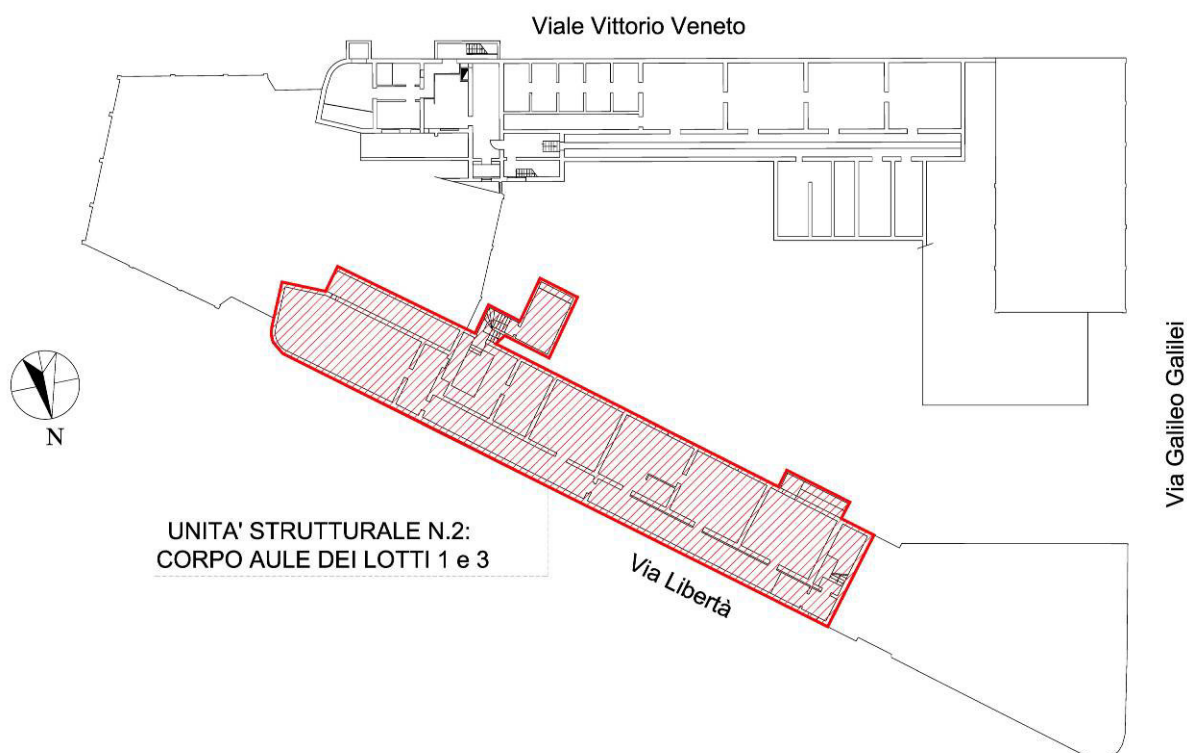 Viale Vittorio Veneto
Via Galileo Galilei
N
UNITA' STRUTTURALE N.2:
CORPO AULE DEI LOTTI 1 e 3
Via Libertà